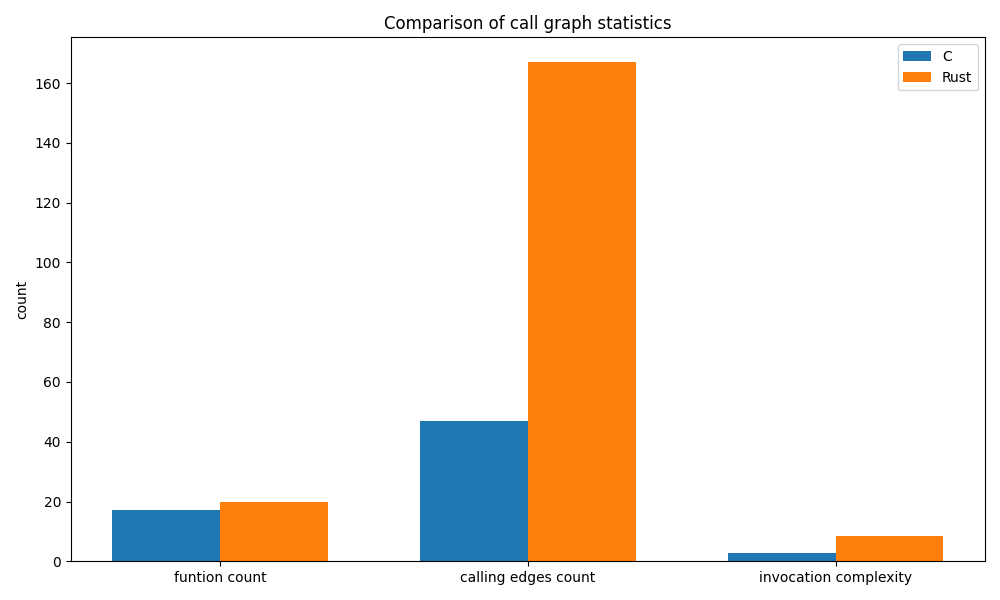 Comparison of call graph statistics
C
Rust
count
160
140
120
100
80
60
40
20
0
funtion count
calling edges count
invocation complexity